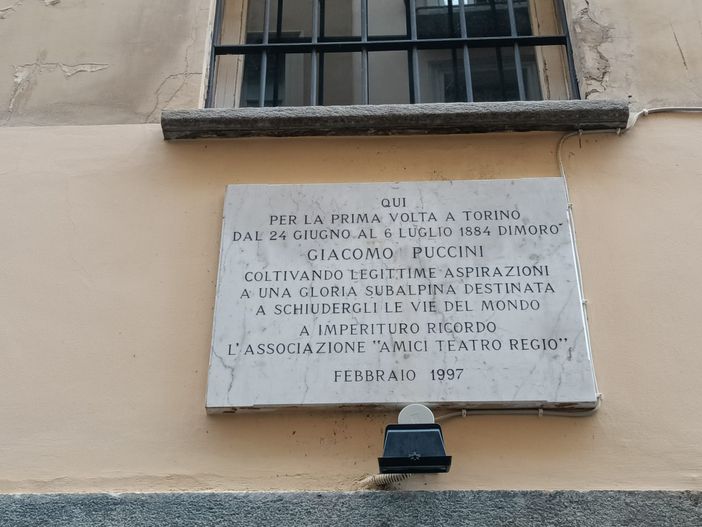 QUI
PER LA PRIMA VOLTA A TORINO
DAL 24 GIUGNO AL 6 LUGLIO 1884 DIMORO'
GIACOMO PUCCINI
COLTIVANDO LEGITTIME ASPIRAZIONI
A UNA GLORIA SUBALPINA DESTINATA
A SCHIUDERGLI LE VIE DEL MONDO
A IMPERITURO RICORDO
L'ASSOCIAZIONE "AMICI TEATRO REGIO"
FEBBRAIO 1997